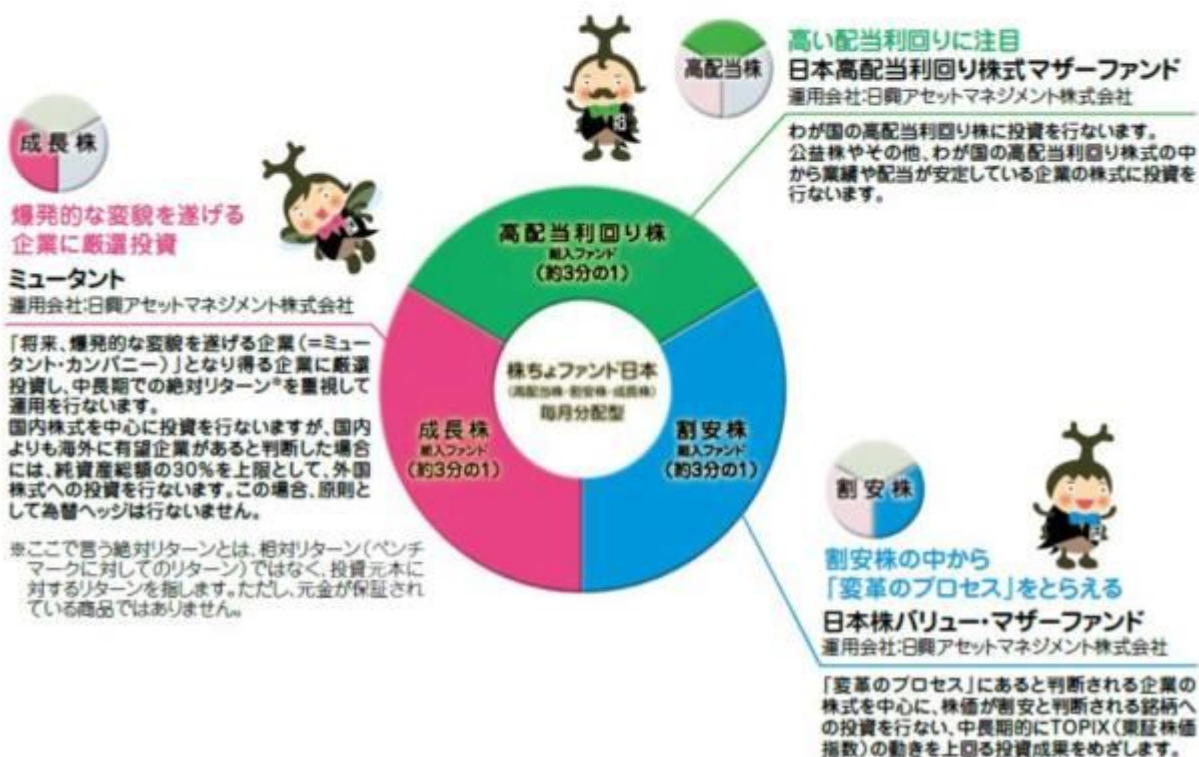 高配当株
高い配当利回りに注目
日本高配当利回り株式マザーファンド
運用会社:日興アセットマネジメント株式会社
わが国の高配当利回り株に投資を行ないます。
公益株やその他、わが国の高配当利回り株式の中
から業績や配当が安定している企業の株式に投資を
行ないます。
成長株
爆発的な変貌を遂げる
企業に厳選投資
ミュータント
運用会社:日興アセットマネジメント株式会社
「将来、爆発的な変貌を遂げる企業(=ミュー
タント・カンパニー)」となり得る企業に厳選
投資し、中長期での絶対リターン※を重視して
運用を行ないます。
国内株式を中心に投資を行ないますが、国内
よりも海外に有望企業があると判断した場合
には、純資産総額の30%を上限として、外国
株式への投資を行ないます。この場合、原則と
して為替ヘッジは行ないません。
※ここで言う絶対リターンとは、相対リターン(ベンチ
マークに対してのリターン)ではなく、投資元本に
対するリターンを指します。ただし、元金が保証され
ている商品ではありません。
高配当利回り株
組入ファンド
(約3分の1)
株ちょファンド日本
(高配当株・割安株・成長株)
毎月分配型
成長株
組入ファンド
(約3分の1)
割安株
組入ファンド
(約3分の1)
割安株
割安株の中から
「変革のプロセス」をとらえる
日本株バリュー・マザーファンド
運用会社:日興アセットマネジメント株式会社
「変革のプロセス」にあると判断される企業の
株式を中心に、株価が割安と判断される銘柄へ
の投資を行ない、中長期的にTOPIX(東証株価
指数)の動きを上回る投資成果をめざします。